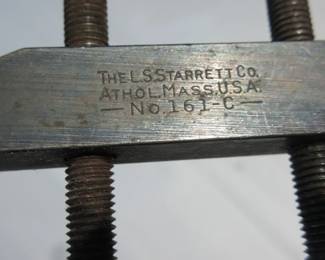 THE L.S. STARRETT CO.
ATHOL, MASS. U.S.A.
— NO. 161-C —